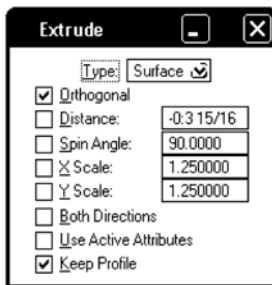 Extrude
Type: Surface
Orthogonal
Distance: -0:3 15/16
Spin Angle: 90.0000
X Scale: 1.250000
Y Scale: 1.250000
Both Directions
Use Active Attributes
Keep Profile